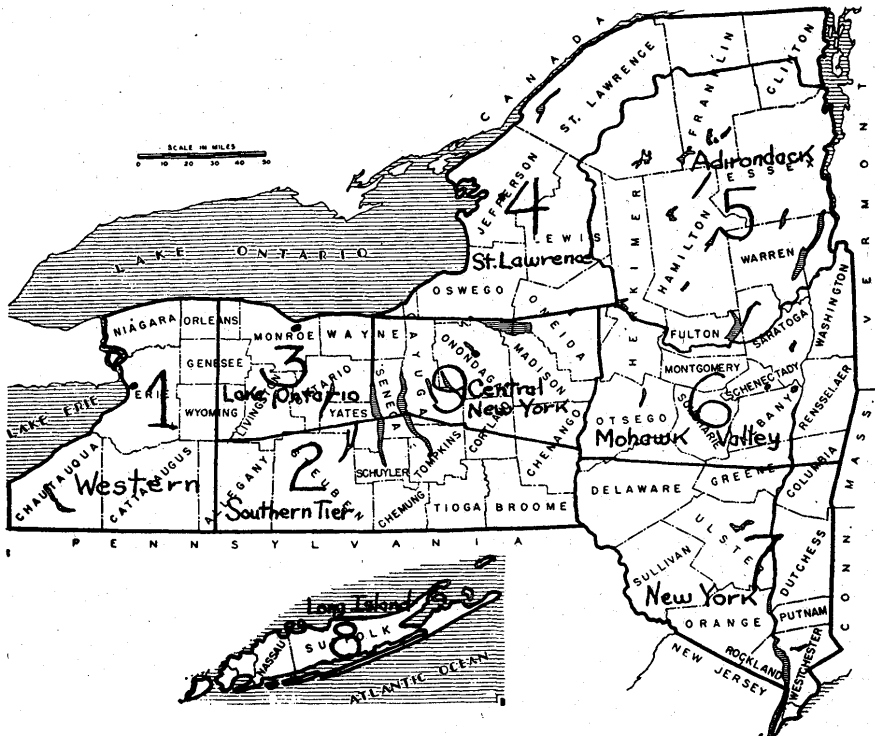 CANADA
ST. LAWRENCE
FRANKLIN
CLINTON
SCALE IN MILES
0 10 20 30 40 50
Adirondack
ESSEX
5
JEFFERSON
4
LEWIS
St. Lawrence
HAMILTON
HERKIMER
WARREN
VERMONT
LAKE ONTARIO
OSWEGO
ONEIDA
WASHINGTON
SARATOGA
FULTON
NIAGARA
ORLEANS
MONROE
WAYNE
CAYUGA
ONONDAGA
MADISON
MONTGOMERY
SCHENECTADY
GENESEE
3
ONTARIO
SENECA
9
Central
New York
ERIE
1
WYOMING
LIVINGSTON
Lake Ontario
YATES
CORTLAND
CHENANGO
OTSEGO
SCHOHARIE
6
ALBANY
RENSSELAER
Mohawk Valley
LAKE ERIE
CHAUTAUQUA
CATTARAUGUS
Western
ALLEGANY
STEUBEN
2
Southern Tier
SCHUYLER
TOMPKINS
CHEMUNG
TIOGA
BROOME
DELAWARE
GREENE
COLUMBIA
MASS.
PENNSYLVANIA
ULSTER
SULLIVAN
7
New York
DUTCHESS
CONN.
ORANGE
PUTNAM
ROCKLAND
WESTCHESTER
NEW JERSEY
Long Island
8
SUFFOLK
NASSAU
ATLANTIC OCEAN